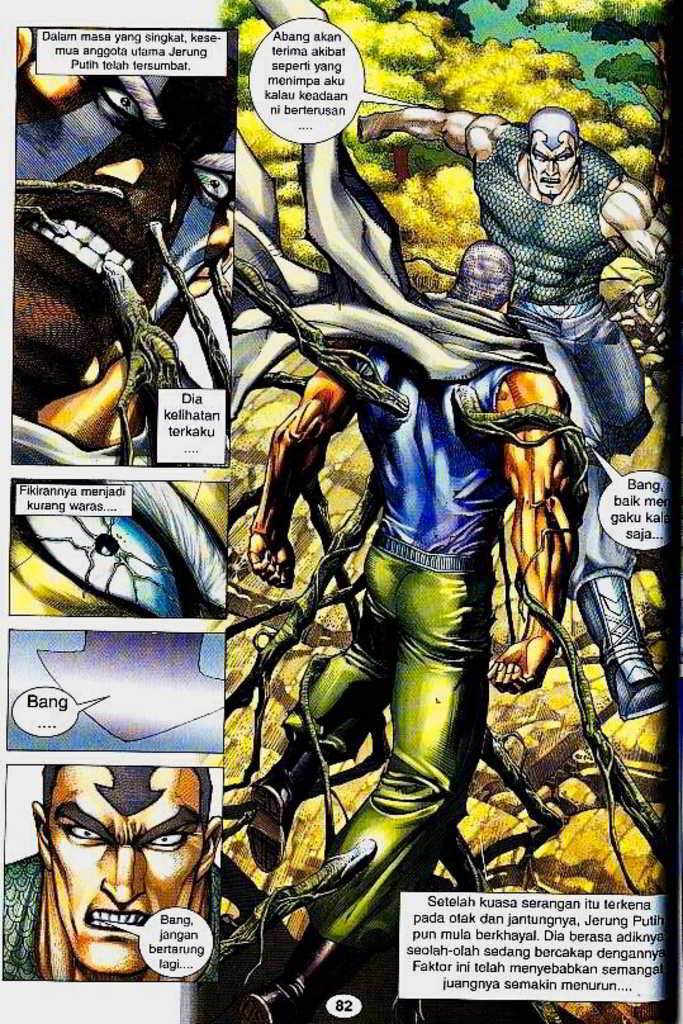 Dalam masa yang singkat, kese-
mua anggota utama Jerung
Putih telah tersumbat.
Dia
kelihatan
terkaku
....
Fikirannya menjadi
kurang waras....
Bang
....
Bang,
jangan
bertarung
lagi....
Abang akan
terima akibat
seperti yang
menimpa aku
kalau keadaan
ni berterusan
....
Bang,
baik men
gaku kala
saja...
Setelah kuasa serangan itu terkena
pada otak dan jantungnya, Jerung Putih
pun mula berkhayal. Dia berasa adiknya
seolah-olah sedang bercakap dengannya
Faktor ini telah menyebabkan semangat
juangnya semakin menurun....
82